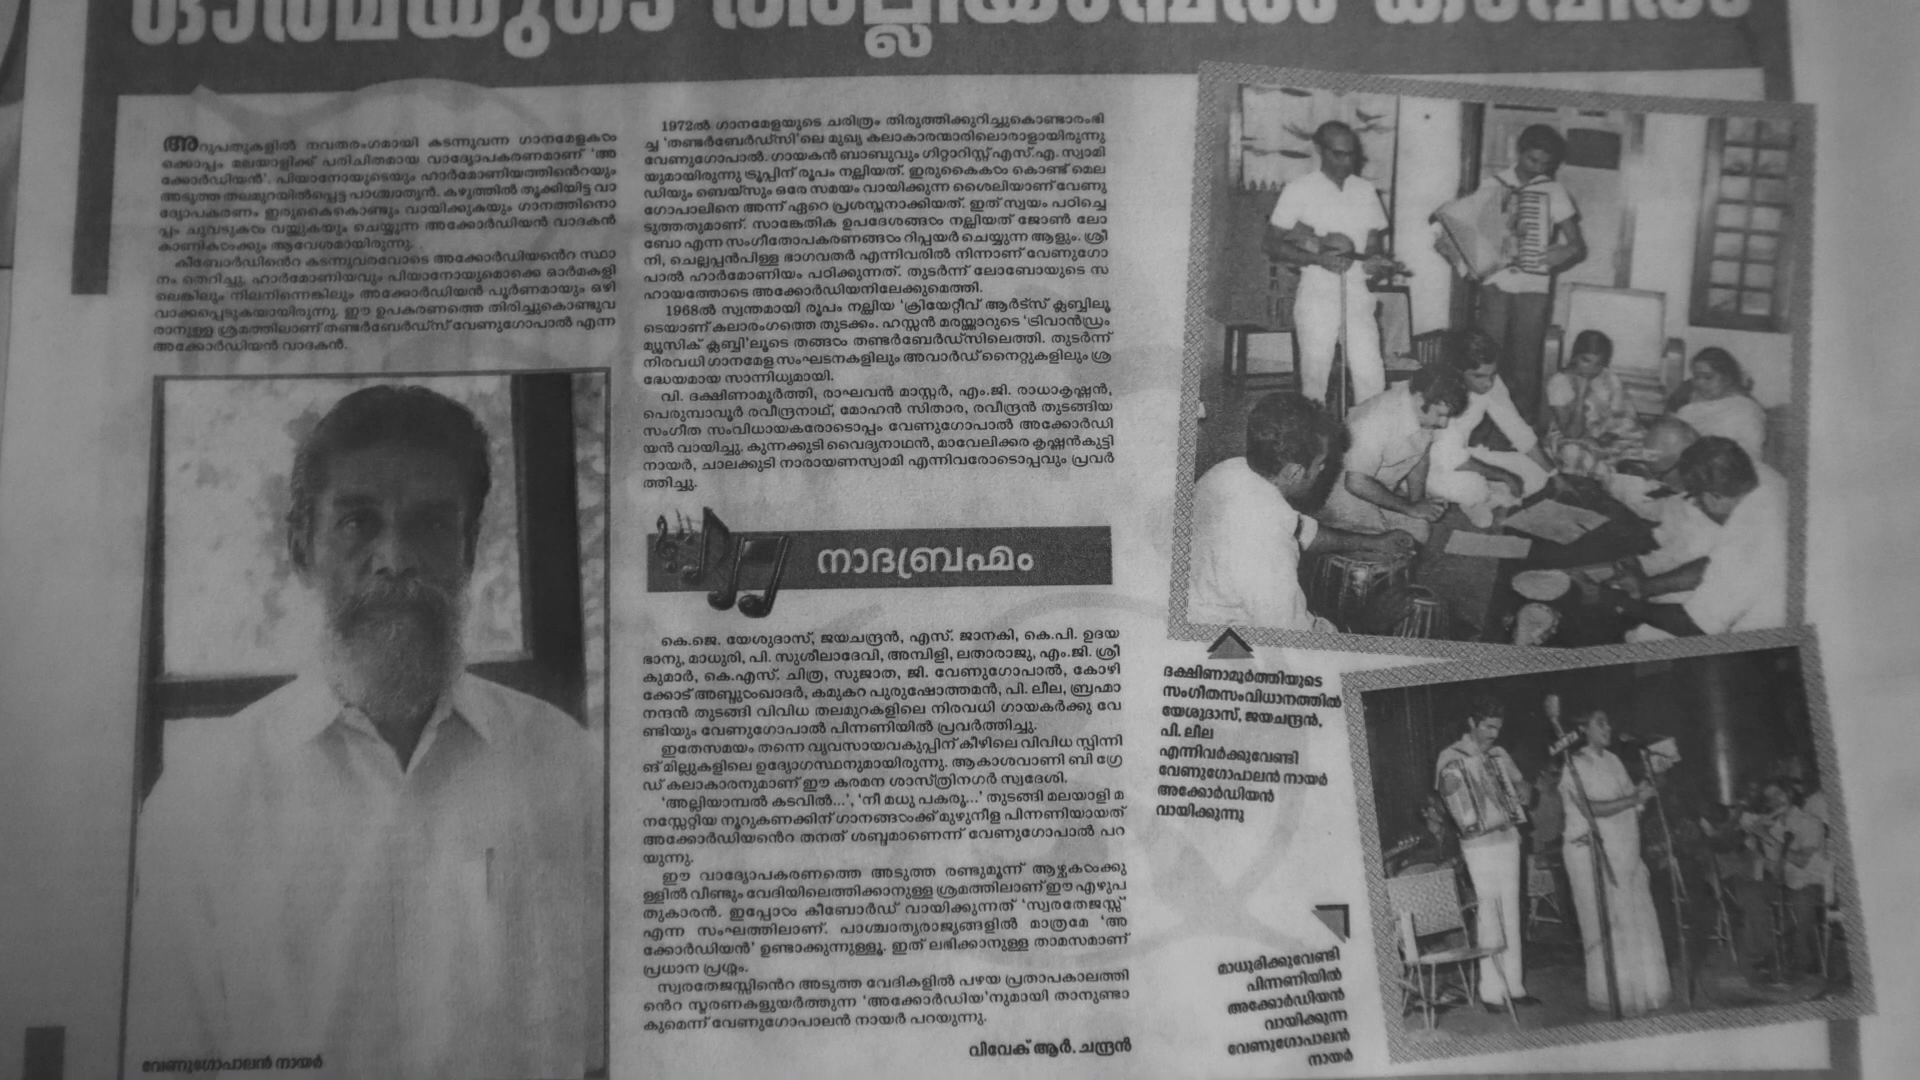 ഓർമയുടെ അല്ലിയാമ്പൽ കടവിൽ
അറുപതുകളിൽ നവതരംഗമായി കടന്നുവന്ന ഗാനമേളകൾ
ക്കൊപ്പം മലയാളിക്ക് പരിചിതമായ വാദ്യോപകരണമാണ് 'അ
ക്കോർഡിയൻ'. പിയാനോയുടെയും ഹാർമോണിയത്തിന്റെയും
അടുത്ത തലമുറയിൽപ്പെട്ട പാശ്ചാത്യൻ. കഴുത്തിൽ തൂക്കിയിട്ട വാ
ദ്യോപകരണം ഇരുകൈകൊണ്ടും വായിക്കുകയും ഗാനത്തിനൊ
പ്പം ചുവടുകൾ വയ്ക്കുകയും ചെയ്യുന്ന അക്കോർഡിയൻ വാദകൻ
കാണികൾക്കും ആവേശമായിരുന്നു.
കീബോർഡിന്റെ കടന്നുവരവോടെ അക്കോർഡിയന്റെ സ്ഥാ
നം തെറിച്ചു. ഹാർമോണിയവും പിയാനോയുമൊക്കെ ഓർമകളി
ലെങ്കിലും നിലനിന്നെങ്കിലും അക്കോർഡിയൻ പൂർണമായും ഒഴി
വാക്കപ്പെടുകയായിരുന്നു. ഈ ഉപകരണത്തെ തിരിച്ചുകൊണ്ടുവ
രാനുള്ള ശ്രമത്തിലാണ് തണ്ടർബേർഡ്സ് വേണുഗോപാൽ എന്ന
അക്കോർഡിയൻ വാദകൻ.
വേണുഗോപാലൻ നായർ
1972ൽ ഗാനമേളയുടെ ചരിത്രം തിരുത്തിക്കുറിച്ചുകൊണ്ടാരംഭി
ച്ച 'തണ്ടർബേർഡ്സി'ലെ മുഖ്യ കലാകാരന്മാരിലൊരാളായിരുന്നു
വേണുഗോപാൽ. ഗായകൻ ബാബുവും ഗിറ്റാറിസ്റ്റ് എസ്.എ. സ്വാമി
യുമായിരുന്നു ട്രൂപ്പിന് രൂപം നല്കിയത്. ഇരുകൈകൾ കൊണ്ട് മെല
ഡിയും ബെയ്സും ഒരേ സമയം വായിക്കുന്ന ശൈലിയാണ് വേണു
ഗോപാലിനെ അന്ന് ഏറെ പ്രശസ്തനാക്കിയത്. ഇത് സ്വയം പഠിച്ചെ
ടുത്തതുമാണ്. സാങ്കേതിക ഉപദേശങ്ങൾ നല്കിയത് ജോൺ ലോ
ബോ എന്ന സംഗീതോപകരണങ്ങൾ റിപ്പയർ ചെയ്യുന്ന ആളും. ശ്രീ
നി, ചെല്ലപ്പൻപിള്ള ഭാഗവതർ എന്നിവരിൽ നിന്നാണ് വേണുഗോ
പാൽ ഹാർമോണിയം പഠിക്കുന്നത്. തുടർന്ന് ലോബോയുടെ സ
ഹായത്തോടെ അക്കോർഡിയനിലേക്കുമെത്തി.
1968ൽ സ്വന്തമായി രൂപം നല്കിയ 'ക്രിയേറ്റീവ് ആർട്സ് ക്ലബ്ബിലൂ
ടെയാണ് കലാരംഗത്തെ തുടക്കം. ഹസ്സൻ മരയ്ക്കാറുടെ 'ട്രിവാൻഡ്രം
മ്യൂസിക് ക്ലബ്ബി'ലൂടെ തങ്ങൾ തണ്ടർബേർഡ്സിലെത്തി. തുടർന്ന്
നിരവധി ഗാനമേള സംഘടനകളിലും അവാർഡ് നൈറ്റുകളിലും ശ്ര
ദ്ധേയമായ സാന്നിധ്യമായി.
വി. ദക്ഷിണാമൂർത്തി, രാഘവൻ മാസ്റ്റർ, എം.ജി. രാധാകൃഷ്ണൻ,
പെരുമ്പാവൂർ രവീന്ദ്രനാഥ്, മോഹൻ സിതാര, രവീന്ദ്രൻ തുടങ്ങിയ
സംഗീത സംവിധായകരോടൊപ്പം വേണുഗോപാൽ അക്കോർഡി
യൻ വായിച്ചു. കുന്നക്കുടി വൈദ്യനാഥൻ, മാവേലിക്കര കൃഷ്ണൻകുട്ടി
നായർ, ചാലക്കുടി നാരായണസ്വാമി എന്നിവരോടൊപ്പവും പ്രവർ
ത്തിച്ചു.
നാദബ്രഹ്മം
കെ.ജെ. യേശുദാസ്, ജയചന്ദ്രൻ, എസ്. ജാനകി, കെ.പി. ഉദയ
ഭാനു, മാധുരി, പി. സുശീലാദേവി, അമ്പിളി, ലതാരാജു, എം.ജി. ശ്രീ
കുമാർ, കെ.എസ്. ചിത്ര, സുജാത, ജി. വേണുഗോപാൽ, കോഴി
ക്കോട് അബ്ദുൾഖാദർ, കമുകറ പുരുഷോത്തമൻ, പി. ലീല, ബ്രഹ്മാ
നന്ദൻ തുടങ്ങി വിവിധ തലമുറകളിലെ നിരവധി ഗായകർക്കു വേ
ണ്ടിയും വേണുഗോപാൽ പിന്നണിയിൽ പ്രവർത്തിച്ചു.
ഇതേസമയം തന്നെ വ്യവസായവകുപ്പിന് കീഴിലെ വിവിധ സ്പിന്നി
ങ് മില്ലുകളിലെ ഉദ്യോഗസ്ഥനുമായിരുന്നു. ആകാശവാണി ബി ഗ്രേ
ഡ് കലാകാരനുമാണ് ഈ കരമന ശാസ്ത്രിനഗർ സ്വദേശി.
'അല്ലിയാമ്പൽ കടവിൽ...', 'നീ മധു പകരൂ...' തുടങ്ങി മലയാളി മ
നസ്സേറ്റിയ നൂറുകണക്കിന് ഗാനങ്ങൾക്ക് മുഴുനീള പിന്നണിയായത്
അക്കോർഡിയന്റെ തനത് ശബ്ദമാണെന്ന് വേണുഗോപാൽ പറ
യുന്നു.
ഈ വാദ്യോപകരണത്തെ അടുത്ത രണ്ടുമൂന്ന് ആഴ്ചകൾക്കു
ള്ളിൽ വീണ്ടും വേദിയിലെത്തിക്കാനുള്ള ശ്രമത്തിലാണ് ഈ എഴുപ
തുകാരൻ. ഇപ്പോൾ കീബോർഡ് വായിക്കുന്നത് 'സ്വരതേജസ്സ്'
എന്ന സംഘത്തിലാണ്. പാശ്ചാത്യരാജ്യങ്ങളിൽ മാത്രമേ 'അ
ക്കോർഡിയൻ' ഉണ്ടാക്കുന്നുള്ളൂ. ഇത് ലഭിക്കാനുള്ള താമസമാണ്
പ്രധാന പ്രശ്നം.
സ്വരതേജസ്സിന്റെ അടുത്ത വേദികളിൽ പഴയ പ്രതാപകാലത്തി
ന്റെ സ്മരണകളുയർത്തുന്ന 'അക്കോർഡിയ'നുമായി താനുണ്ടാ
കുമെന്ന് വേണുഗോപാലൻ നായർ പറയുന്നു.
വിവേക് ആർ. ചന്ദ്രൻ
ദക്ഷിണാമൂർത്തിയുടെ
സംഗീതസംവിധാനത്തിൽ
യേശുദാസ്, ജയചന്ദ്രൻ,
പി. ലീല
എന്നിവർക്കുവേണ്ടി
വേണുഗോപാലൻ നായർ
അക്കോർഡിയൻ
വായിക്കുന്നു
മാധുരിക്കുവേണ്ടി
പിന്നണിയിൽ
അക്കോർഡിയൻ
വായിക്കുന്ന
വേണുഗോപാലൻ
നായർ